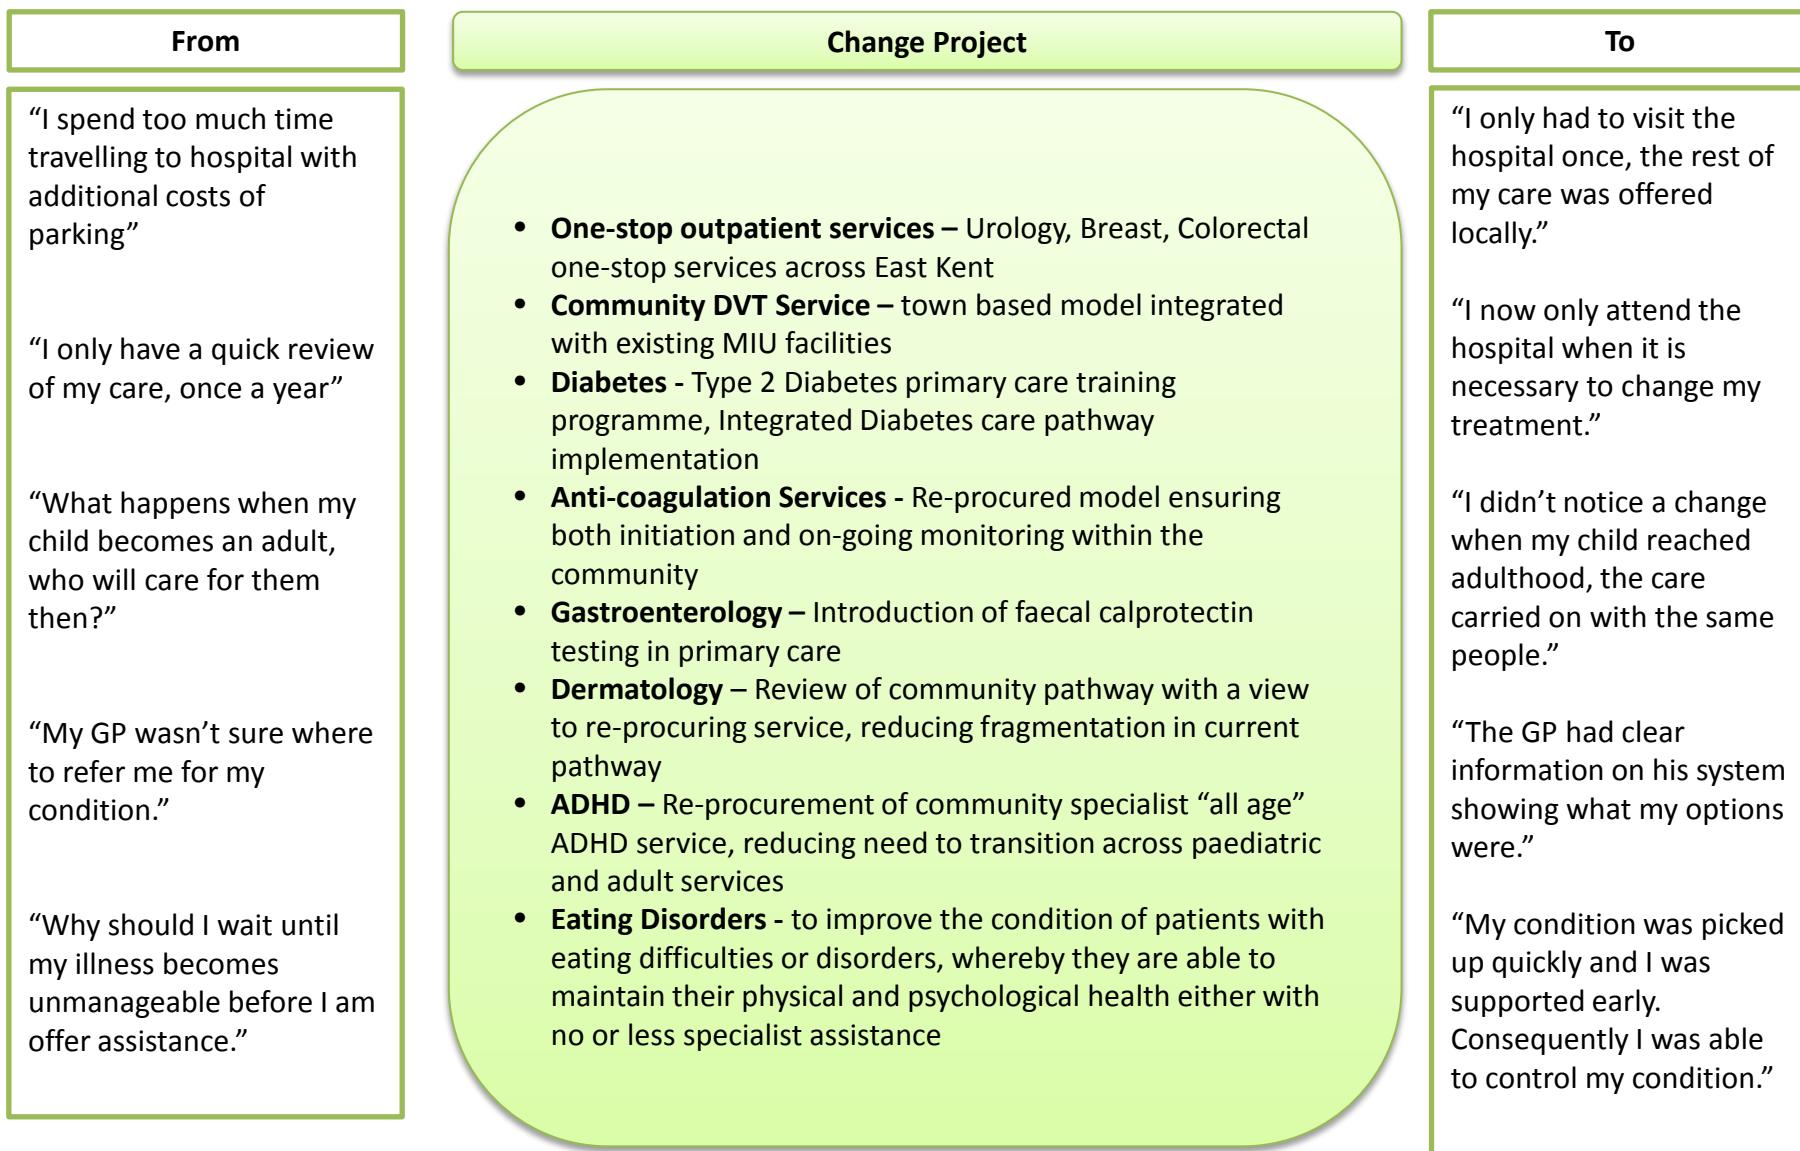 From
Change Project
To
“I spend too much time
travelling to hospital with
additional costs of
parking”
“I only have a quick review
of my care, once a year”
“What happens when my
child becomes an adult,
who will care for them
then?”
“My GP wasn’t sure where
to refer me for my
condition.”
“Why should I wait until
my illness becomes
unmanageable before I am
offer assistance.”
• One-stop outpatient services – Urology, Breast, Colorectal
one-stop services across East Kent
• Community DVT Service – town based model integrated
with existing MIU facilities
• Diabetes - Type 2 Diabetes primary care training
programme, Integrated Diabetes care pathway
implementation
• Anti-coagulation Services - Re-procured model ensuring
both initiation and on-going monitoring within the
community
• Gastroenterology – Introduction of faecal calprotectin
testing in primary care
• Dermatology – Review of community pathway with a view
to re-procuring service, reducing fragmentation in current
pathway
• ADHD – Re-procurement of community specialist “all age”
ADHD service, reducing need to transition across paediatric
and adult services
• Eating Disorders - to improve the condition of patients with
eating difficulties or disorders, whereby they are able to
maintain their physical and psychological health either with
no or less specialist assistance
“I only had to visit the
hospital once, the rest of
my care was offered
locally.”
“I now only attend the
hospital when it is
necessary to change my
treatment.”
“I didn’t notice a change
when my child reached
adulthood, the care
carried on with the same
people.”
“The GP had clear
information on his system
showing what my options
were.”
“My condition was picked
up quickly and I was
supported early.
Consequently I was able
to control my condition.”